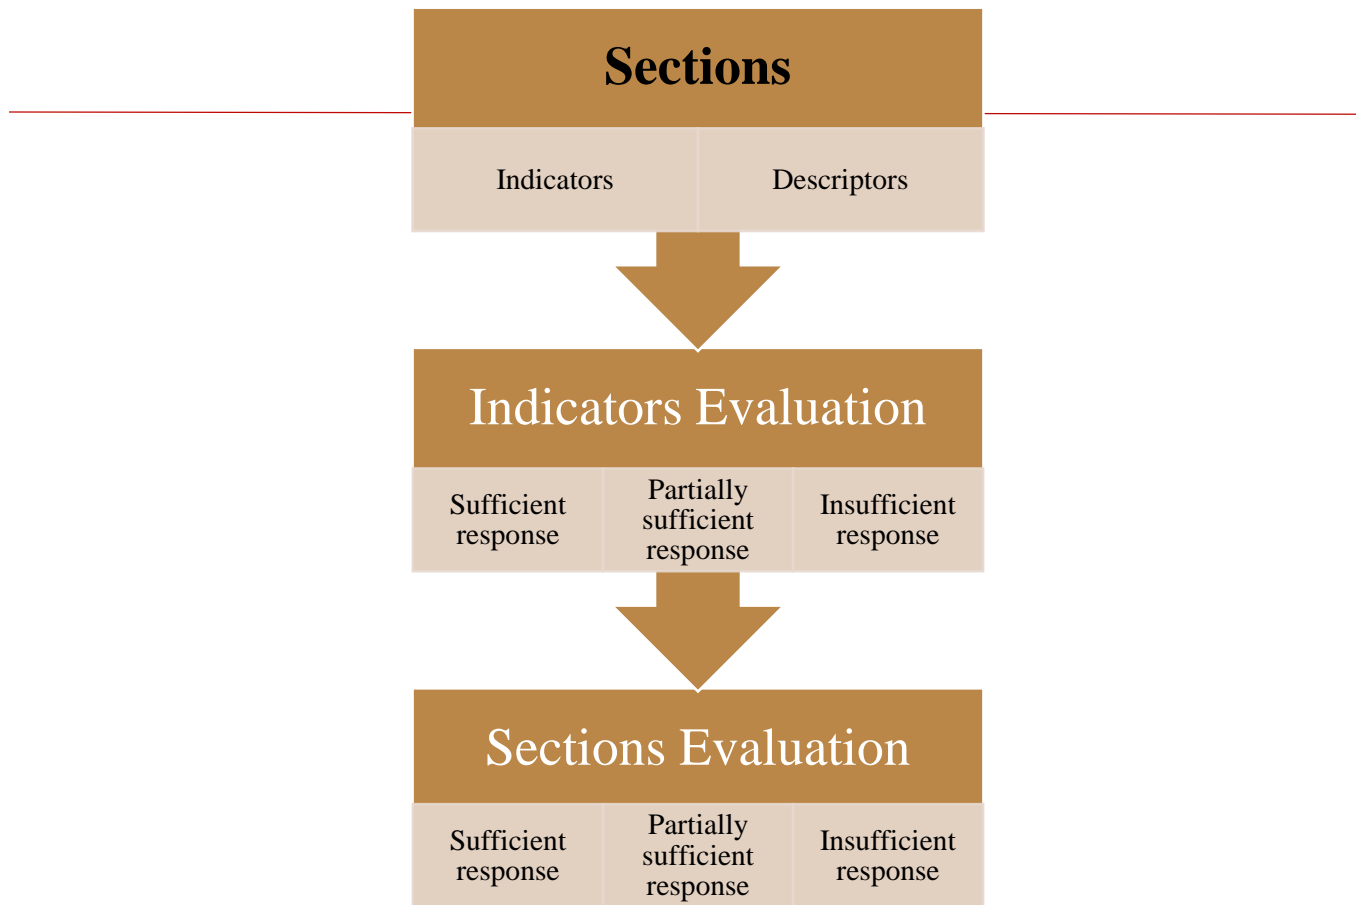 Sections
Indicators
Descriptors
Indicators Evaluation
Sufficient
response
Partially
sufficient
response
Insufficient
response
Sections Evaluation
Sufficient
response
Partially
sufficient
response
Insufficient
response